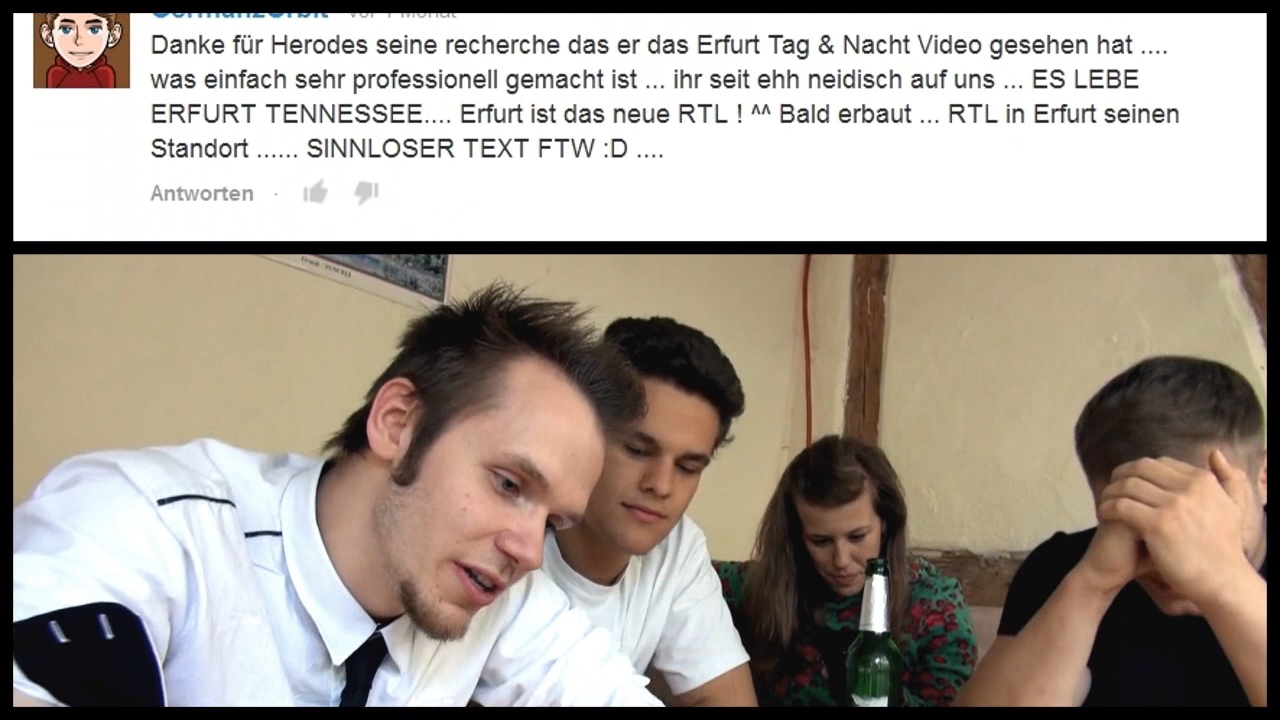 Danke für Herodes seine recherche das er das Erfurt Tag & Nacht Video gesehen hat ....
was einfach sehr professionell gemacht ist ... ihr seit ehh neidisch auf uns ... ES LEBE
ERFURT TENNESSEE.... Erfurt ist das neue RTL ! ^^ Bald erbaut ... RTL in Erfurt seinen
Standort ...... SINNLOSER TEXT FTW :D ....
Antworten ·